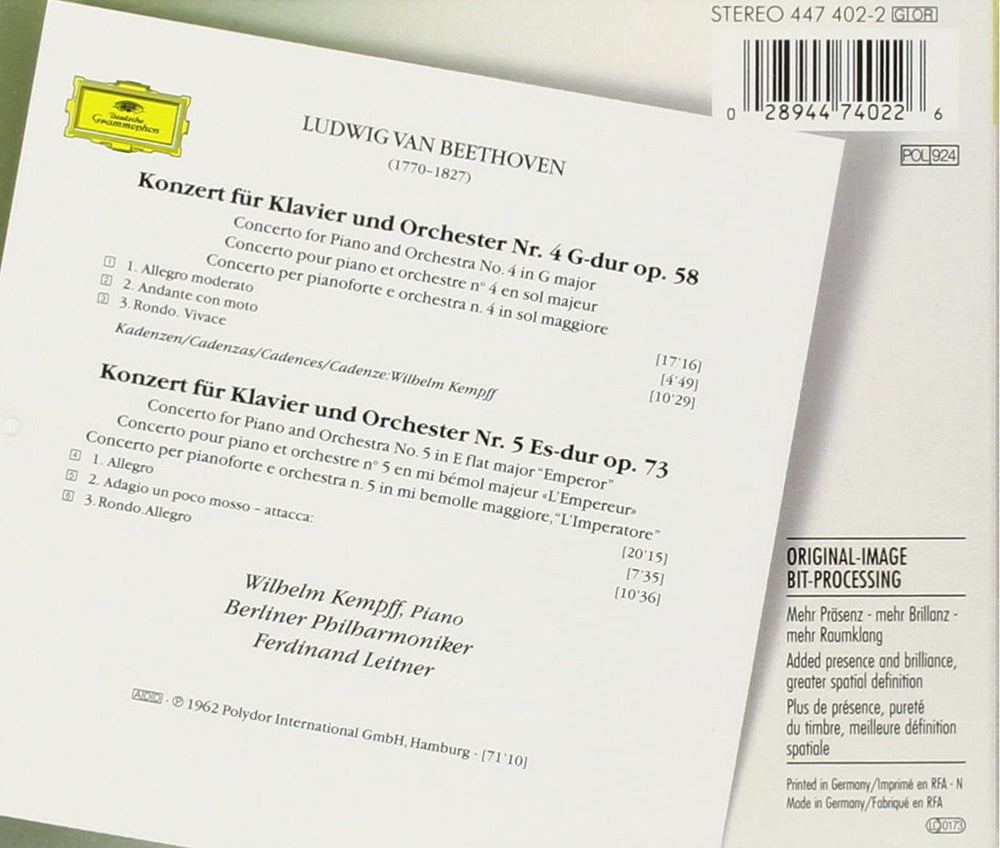 STEREO 447 402-2 GI OR
0 28944 74022 6
POL 924
Deutsche
Grammophon
LUDWIG VAN BEETHOVEN
(1770–1827)
Konzert für Klavier und Orchester Nr. 4 G-dur op. 58
Concerto for Piano and Orchestra No. 4 in G major
Concerto pour piano et orchestre n° 4 en sol majeur
Concerto per pianoforte e orchestra n. 4 in sol maggiore
1 1. Allegro moderato [17'16]
2 2. Andante con moto [4'49]
3 3. Rondo. Vivace [10'29]
Kadenzen/Cadenzas/Cadences/Cadenze: Wilhelm Kempff
Konzert für Klavier und Orchester Nr. 5 Es-dur op. 73
Concerto for Piano and Orchestra No. 5 in E flat major “Emperor”
Concerto pour piano et orchestre n° 5 en mi bémol majeur «L'Empereur»
Concerto per pianoforte e orchestra n. 5 in mi bemolle maggiore, “L'Imperatore”
4 1. Allegro [20'15]
5 2. Adagio un poco mosso – attacca: [7'35]
6 3. Rondo. Allegro [10'36]
Wilhelm Kempff, Piano
Berliner Philharmoniker
Ferdinand Leitner
ADD · ℗ 1962 Polydor International GmbH, Hamburg · [71'10]
ORIGINAL-IMAGE
BIT-PROCESSING
Mehr Präsenz - mehr Brillanz -
mehr Raumklang
Added presence and brilliance,
greater spatial definition
Plus de présence, pureté
du timbre, meilleure définition
spatiale
Printed in Germany/Imprimé en RFA - N
Made in Germany/Fabriqué en RFA
LC 0173